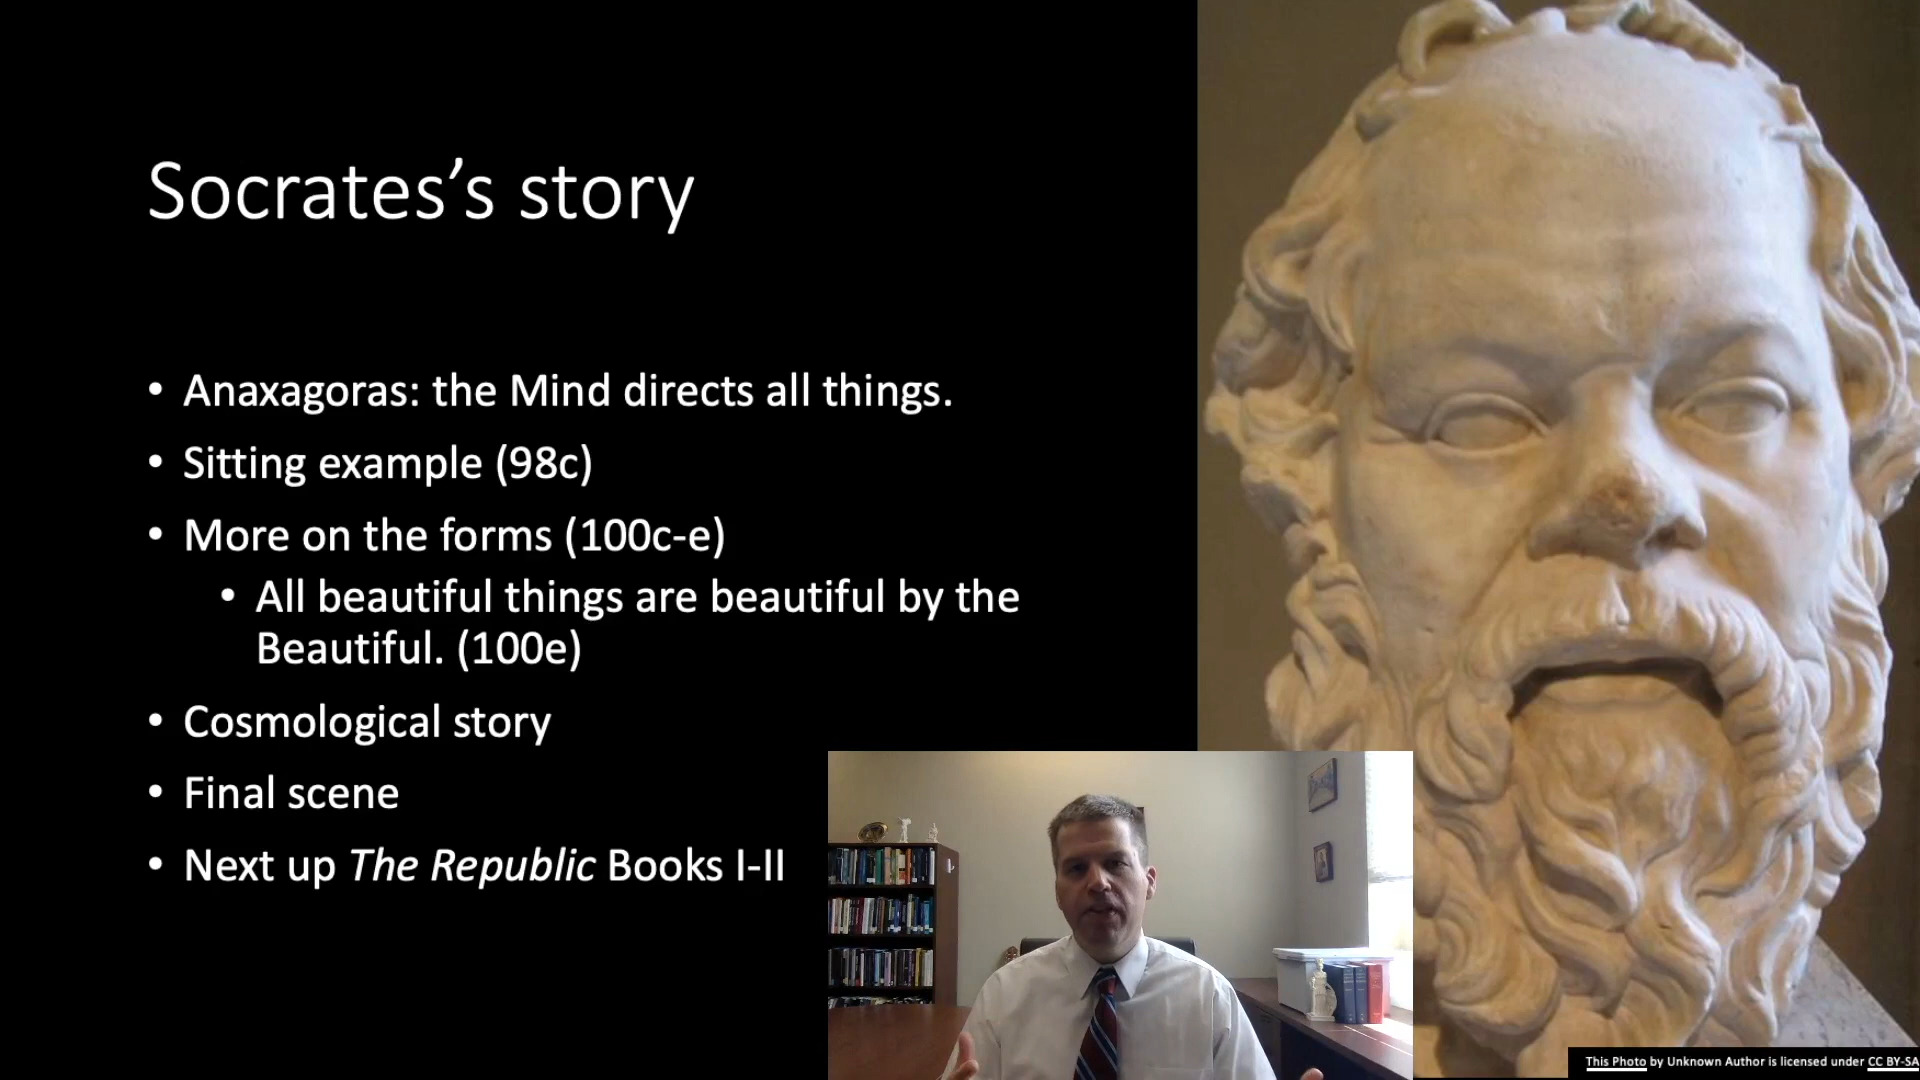 Socrates’s story
• Anaxagoras: the Mind directs all things.
• Sitting example (98c)
• More on the forms (100c-e)
• All beautiful things are beautiful by the
Beautiful. (100e)
• Cosmological story
• Final scene
• Next up The Republic Books I-II
This Photo by Unknown Author is licensed under CC BY-SA